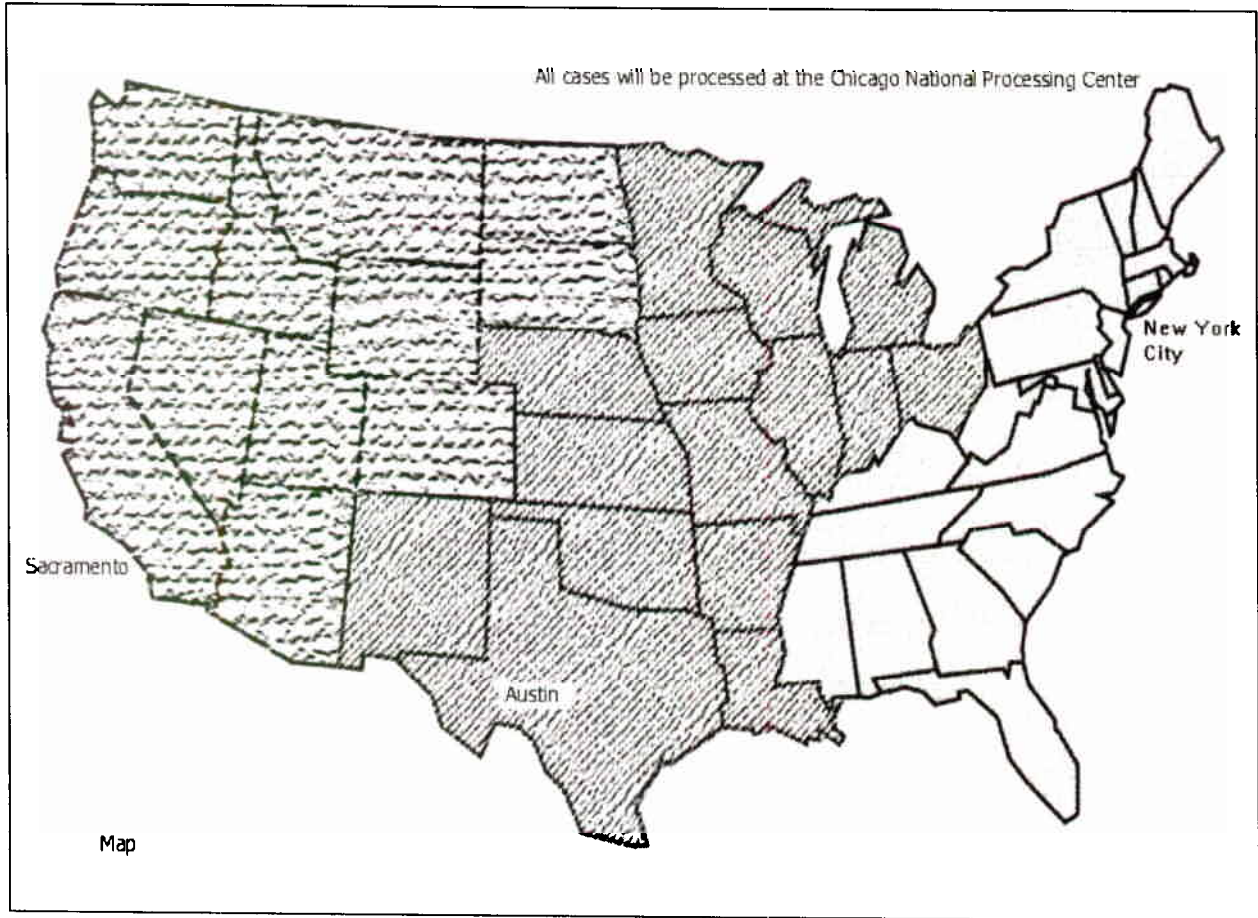 All cases will be processed at the Chicago National Processing Center
New York
City
Sacramento
Austin
Map